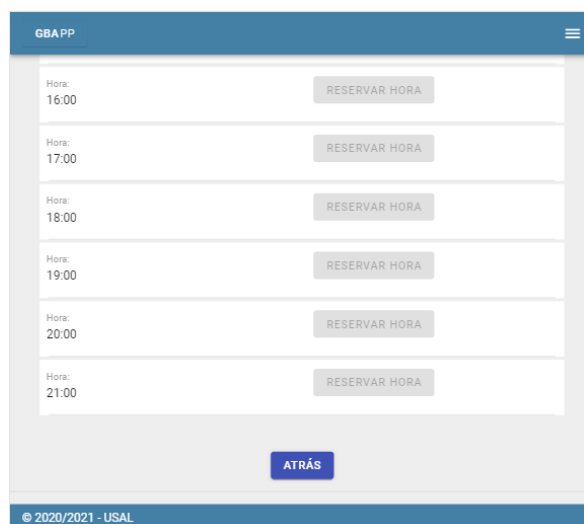 GBAPP
Hora:
16:00
RESERVAR HORA
Hora:
17:00
RESERVAR HORA
Hora:
18:00
RESERVAR HORA
Hora:
19:00
RESERVAR HORA
Hora:
20:00
RESERVAR HORA
Hora:
21:00
RESERVAR HORA
ATRÁS
© 2020/2021 - USAL